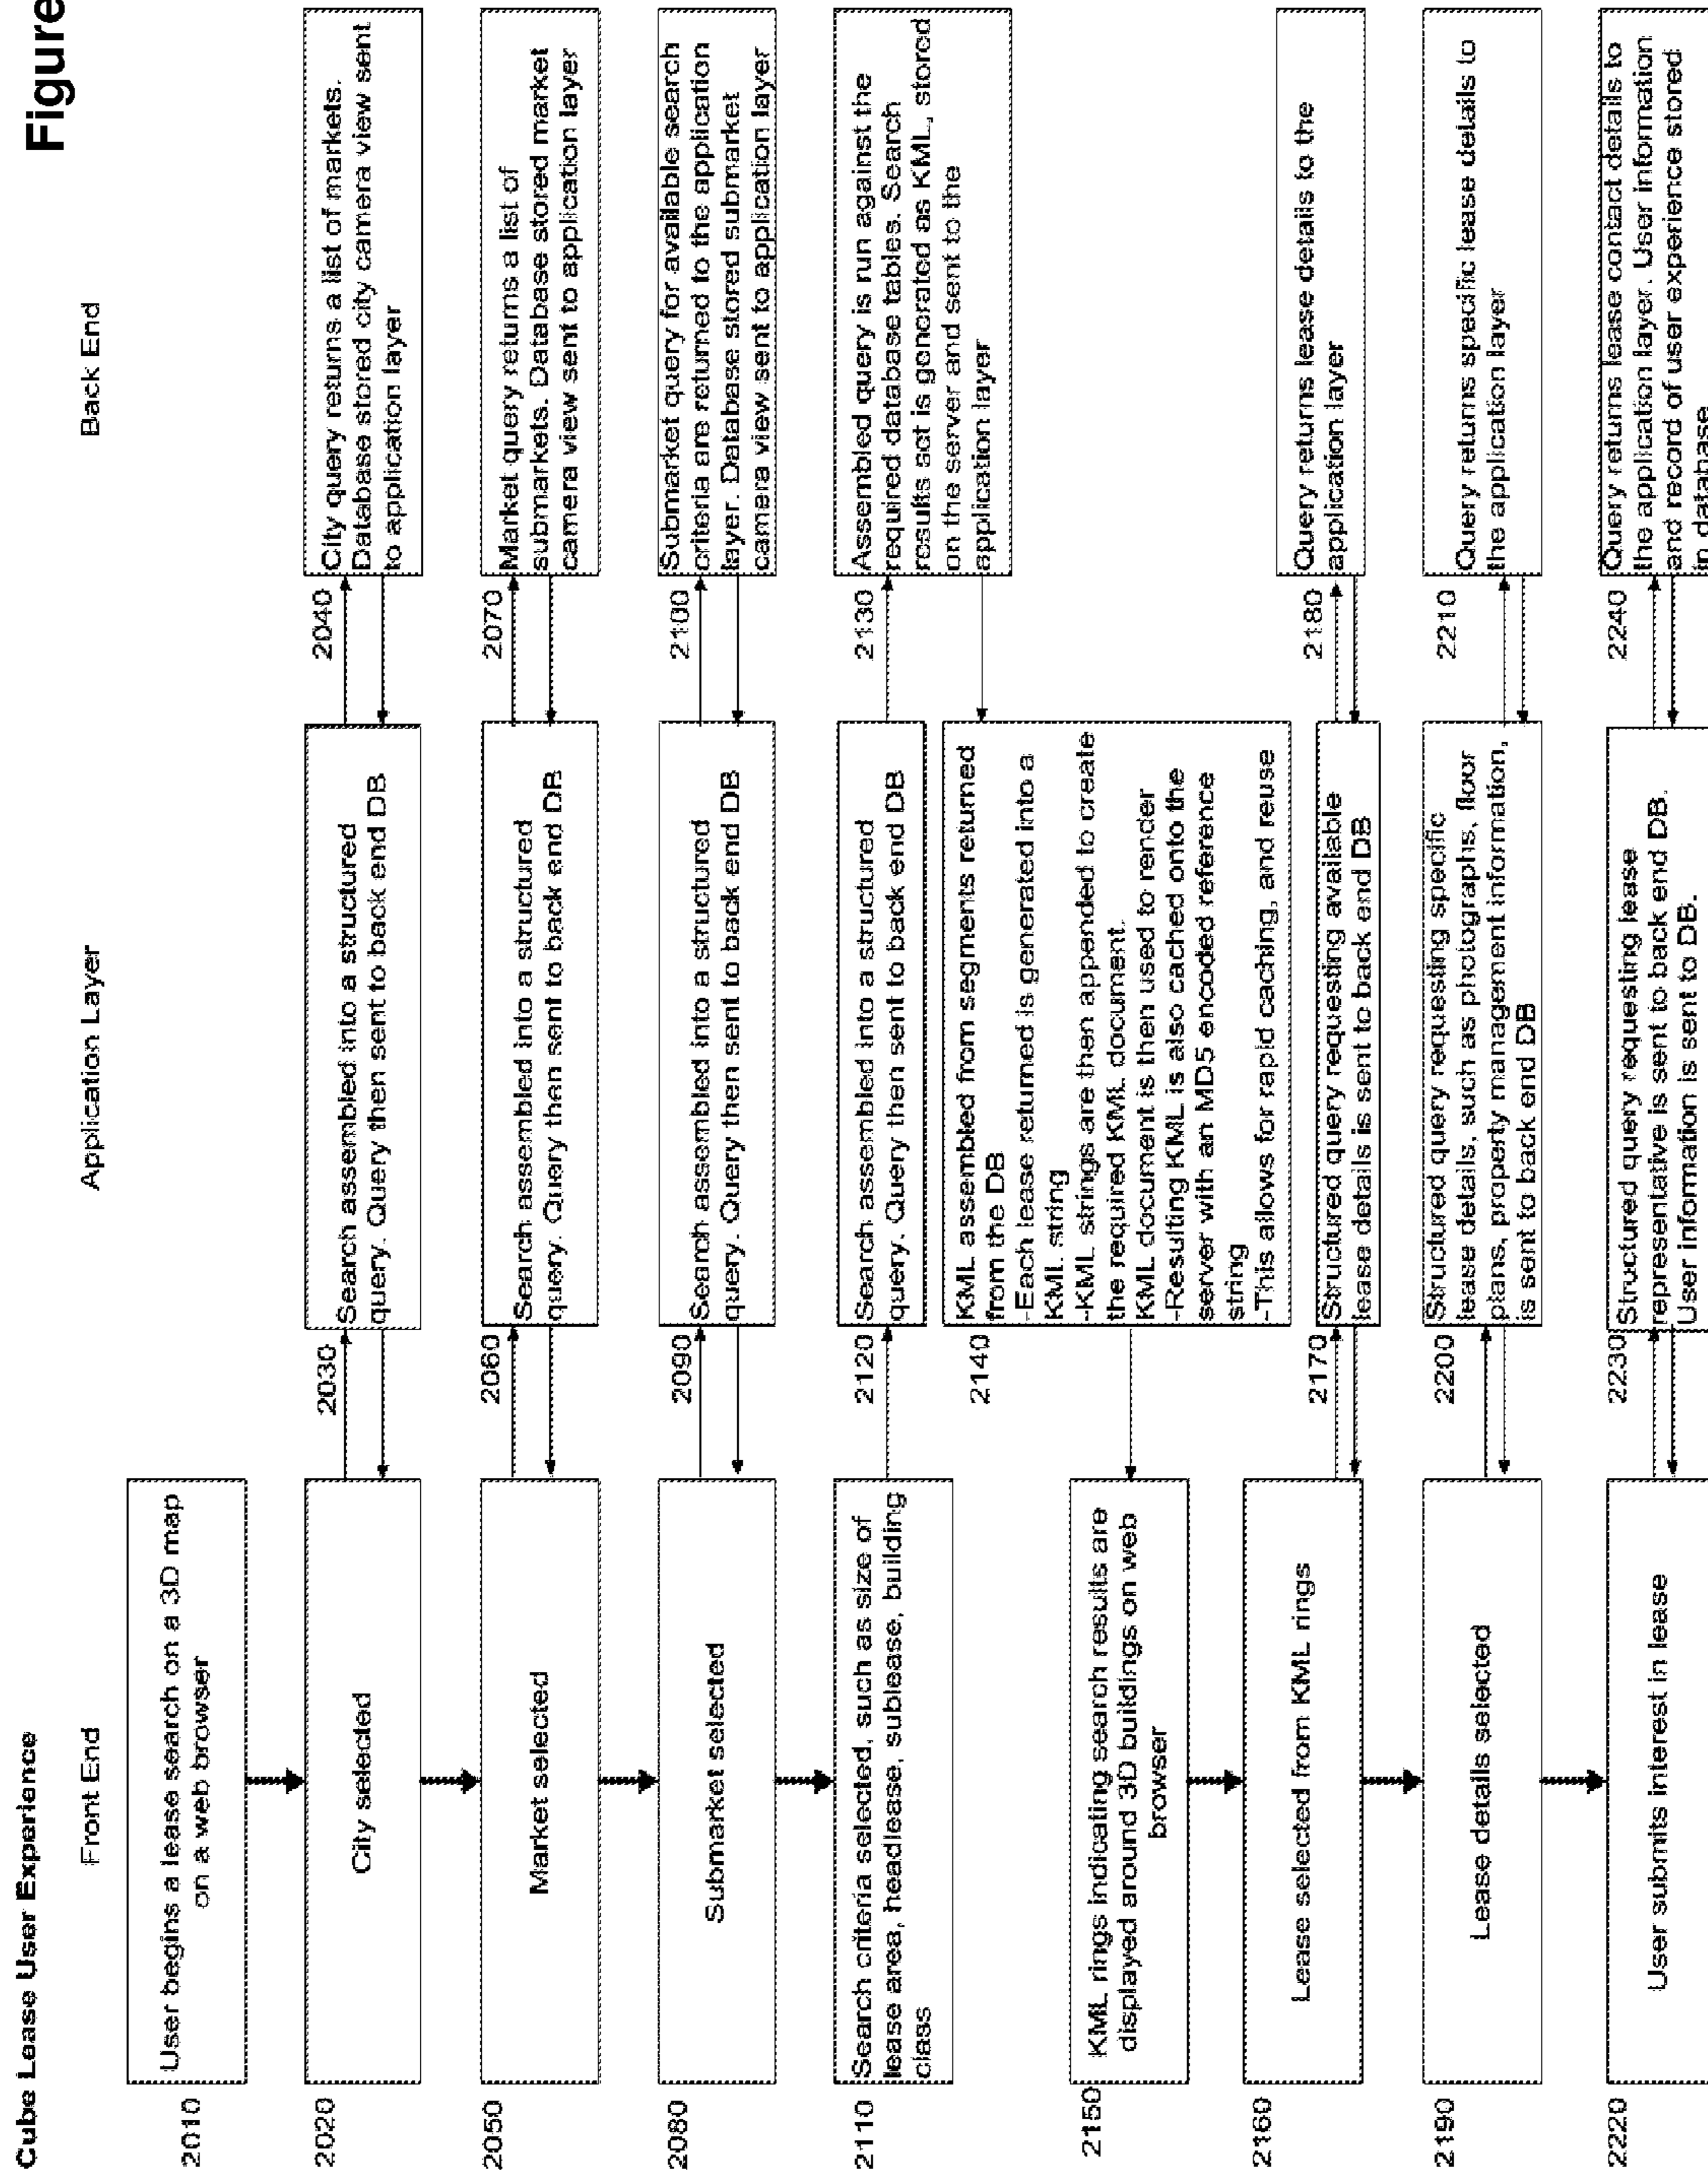 Figure
Cube Lease User Experience
Front End
Application Layer
Back End
2010
User begins a lease search on a 3D map
on a web browser
2020
City selected
2030
Search assembled into a structured
query. Query then sent to back end DB
2040
City query returns a list of markets.
Database stored city camera view sent
to application layer
2050
Market selected
2060
Search assembled into a structured
query. Query then sent to back end DB
2070
Market query returns a list of
submarkets. Database stored market
camera view sent to application layer
2080
Submarket selected
2090
Search assembled into a structured
query. Query then sent to back end DB
2100
Submarket query for available search
criteria are returned to the application
layer. Database stored submarket
camera view sent to application layer
2110
Search criteria selected, such as size of
lease area, headlease, sublease, building
class
2120
Search assembled into a structured
query. Query then sent to back end DB
2130
Assembled query is run against the
required database tables. Search
results set is generated as KML, stored
on the server and sent to the
application layer
2140
KML assembled from segments returned
from the DB
-Each lease returned is generated into a
KML string
-KML strings are then appended to create
the required KML document.
KML document is then used to render
-Resulting KML is also cached onto the
server with an MD5 encoded reference
string
-This allows for rapid caching, and reuse
2150
KML rings indicating search results are
displayed around 3D buildings on web
browser
2160
Lease selected from KML rings
2170
Structured query requesting available
lease details is sent to back end DB
2180
Query returns lease details to the
application layer
2190
Lease details selected
2200
Structured query requesting specific
lease details, such as photographs, floor
plans, property management information,
is sent to back end DB
2210
Query returns specific lease details to
the application layer
2220
User submits interest in lease
2230
Structured query requesting lease
representative is sent to back end DB.
User information is sent to DB.
2240
Query returns lease contact details to
the application layer. User information
and record of user experience stored
in database